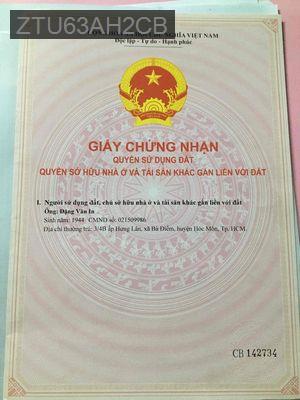 ZTU63AH2CB
NGHĨA VIỆT NAM
Độc lập - Tự do - Hạnh phúc
GIẤY CHỨNG NHẬN
QUYỀN SỬ DỤNG ĐẤT
QUYỀN SỞ HỮU NHÀ Ở VÀ TÀI SẢN KHÁC GẮN LIỀN VỚI ĐẤT
I. Người sử dụng đất, chủ sở hữu nhà ở và tài sản khác gắn liền với đất
Ông: Đặng Văn In
Sinh năm: 1944 CMND số: 021509986
Địa chỉ thường trú: 3/4B ấp Hưng Lân, xã Bà Điểm, huyện Hóc Môn, Tp, HCM.
CB 142734